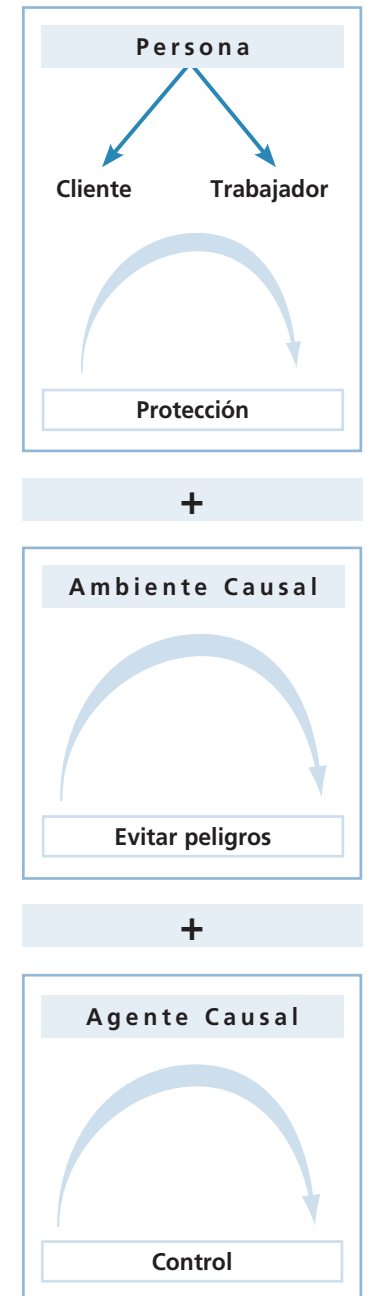 Persona
Cliente Trabajador
Protección
+
Ambiente Causal
Evitar peligros
+
Agente Causal
Control